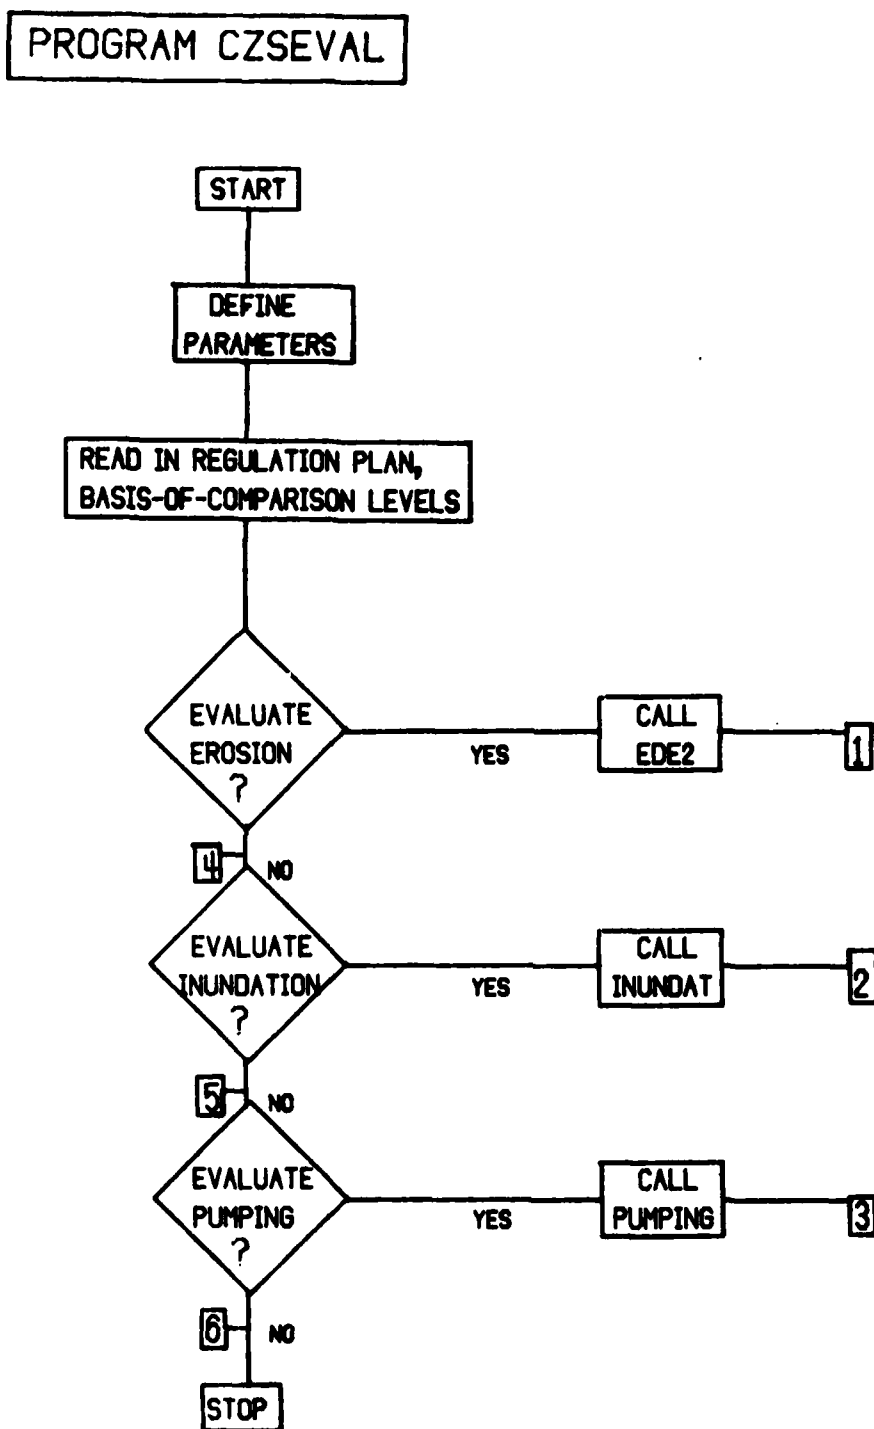 PROGRAM CZSEVAL
START
DEFINE
PARAMETERS
READ IN REGULATION PLAN,
BASIS-OF-COMPARISON LEVELS
EVALUATE
EROSION
?
YES
CALL
EDE2
1
4
NO
EVALUATE
INUNDATION
?
YES
CALL
INUNDAT
2
5
NO
EVALUATE
PUMPING
?
YES
CALL
PUMPING
3
6
NO
STOP